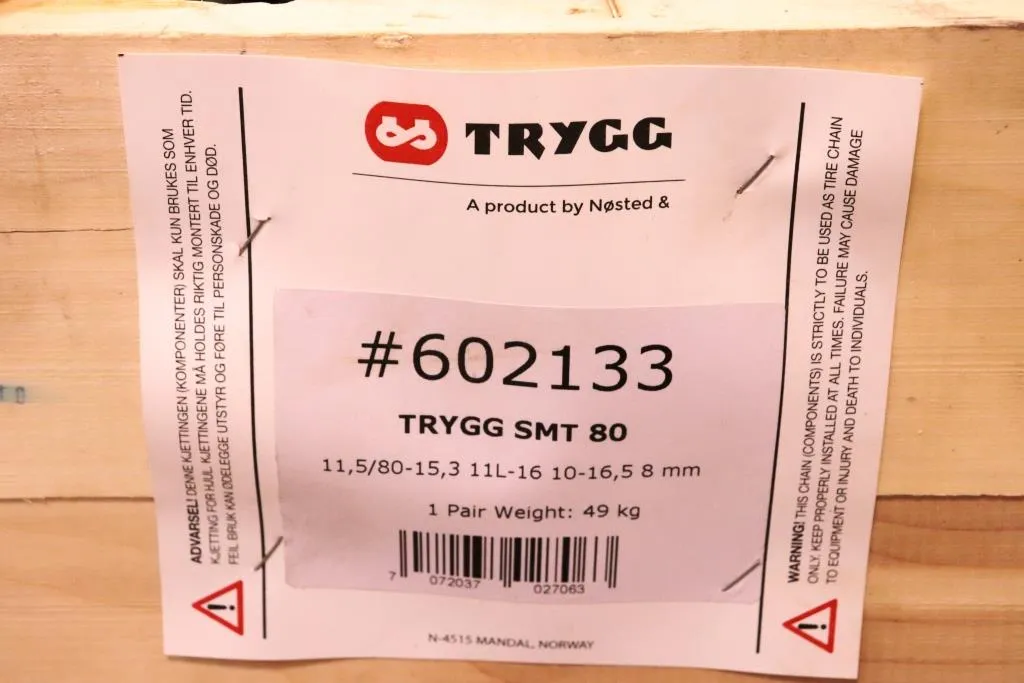 TRYGG
A product by Nøsted &
#602133
TRYGG SMT 80
11,5/80-15,3 11L-16 10-16,5 8 mm
1 Pair Weight: 49 kg
7 072037 027063
N-4515 MANDAL, NORWAY
ADVARSEL! DENNE KJETTINGEN (KOMPONENTER) SKAL KUN BRUKES SOM
KJETTING FOR HJUL. KJETTINGENE MÅ HOLDES RIKTIG MONTERT TIL ENHVER TID.
FEIL BRUK KAN ØDELEGGE UTSTYR OG FØRE TIL PERSONSKADE OG DØD.
WARNING! THIS CHAIN (COMPONENTS) IS STRICTLY TO BE USED AS TIRE CHAIN
ONLY. KEEP PROPERLY INSTALLED AT ALL TIMES. FAILURE MAY CAUSE DAMAGE
TO EQUIPMENT OR INJURY AND DEATH TO INDIVIDUALS.